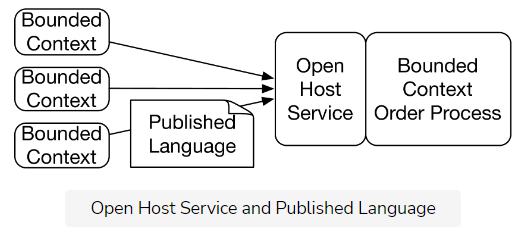 Bounded
Context
Bounded
Context
Bounded
Context
Published
Language
Open
Host
Service
Bounded
Context
Order Process
Open Host Service and Published Language